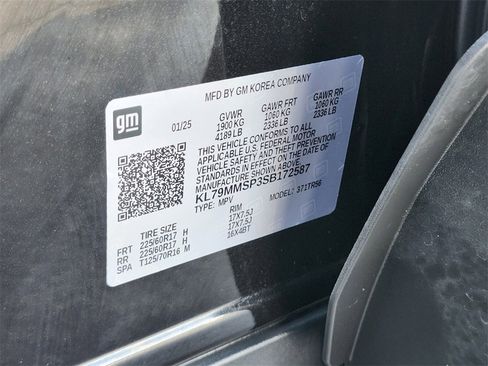 MFD BY GM KOREA COMPANY
gm
01/25
GVWR GAWR FRT GAWR RR
1900 KG 1060 KG 1060 KG
4189 LB 2336 LB 2336 LB
THIS VEHICLE CONFORMS TO ALL
APPLICABLE U.S. FEDERAL MOTOR
VEHICLE SAFETY AND THEFT PREVENTION
STANDARDS IN EFFECT ON THE DATE OF
MANUFACTURE SHOWN ABOVE.
KL79MMSP3SB172587
TYPE: MPV MODEL: 371TR56
TIRE SIZE RIM
FRT 225/60R17 H 17X7.5J
RR 225/60R17 H 17X7.5J
SPA T125/70R16 M 16X4BT